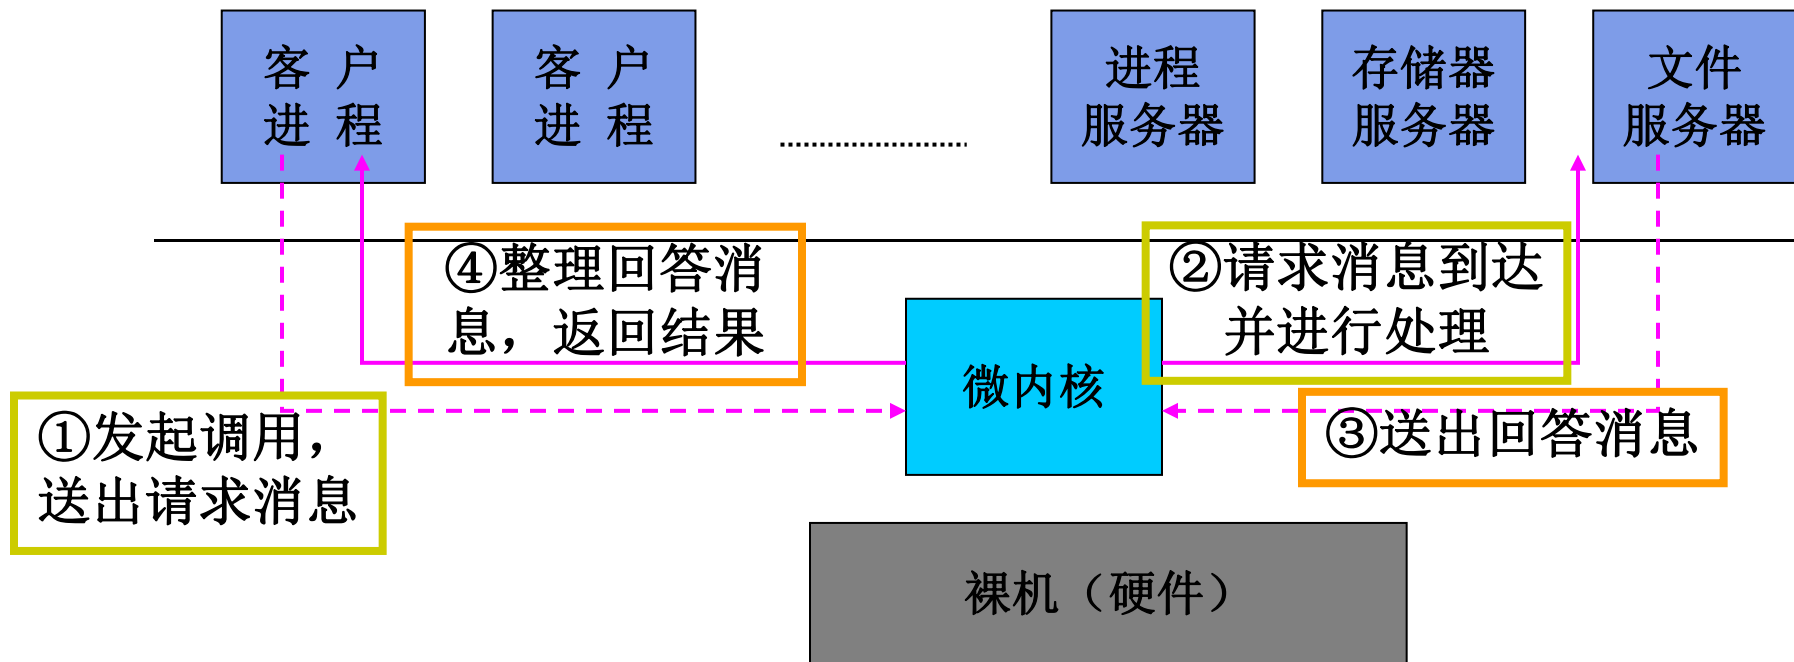 客 户
进 程
客 户
进 程
进程
服务器
存储器
服务器
文件
服务器
④整理回答消
息，返回结果
②请求消息到达
并进行处理
微内核
①发起调用，
送出请求消息
③送出回答消息
裸机（硬件）